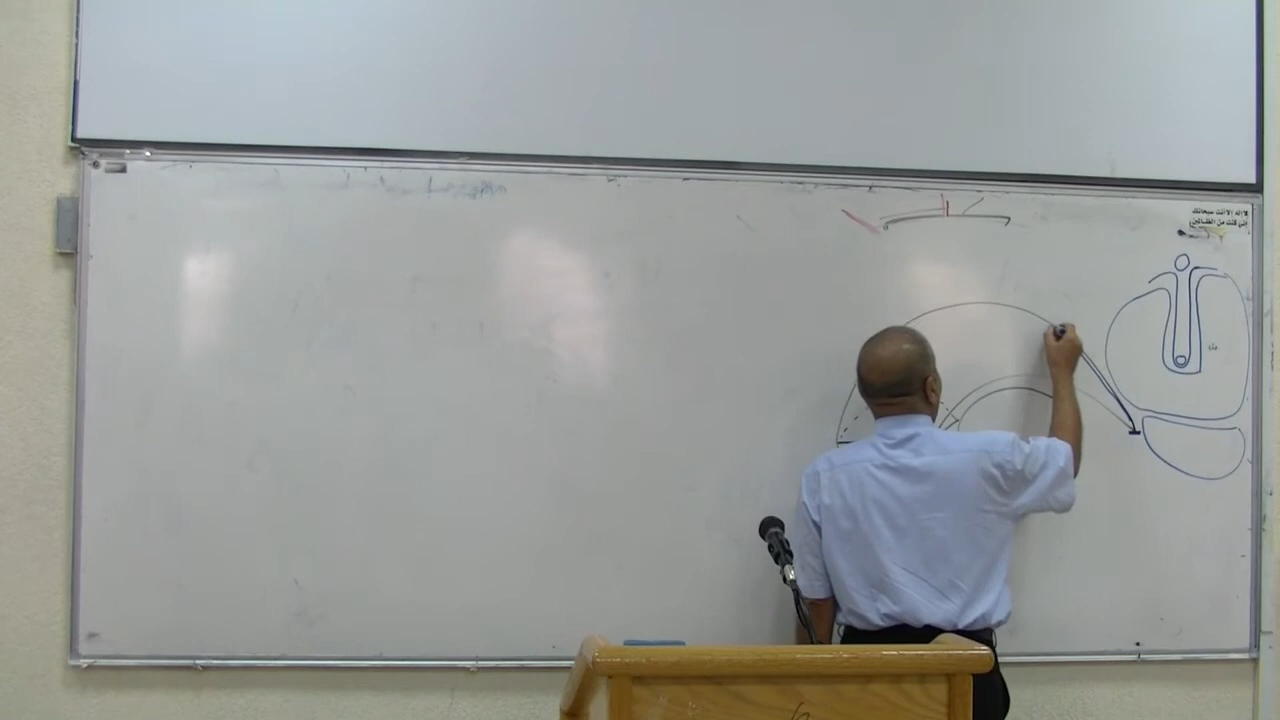 لا إله إلا أنت سبحانك
إني كنت من الظالمين